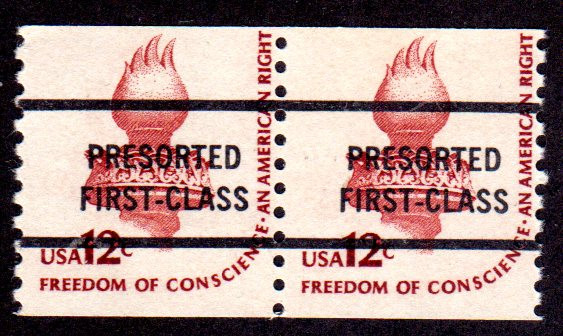 PRESORTED
FIRST-CLASS
USA 12c
FREEDOM OF CONSCIENCE · AN AMERICAN RIGHT
PRESORTED
FIRST-CLASS
USA 12c
FREEDOM OF CONSCIENCE · AN AMERICAN RIGHT